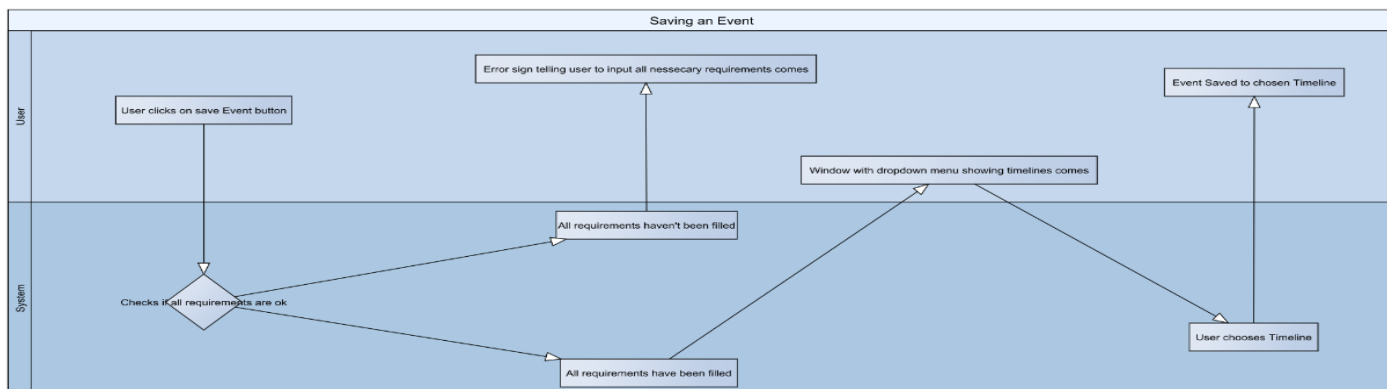 Saving an Event
User
Error sign telling user to input all nessecary requirements comes
Event Saved to chosen Timeline
User clicks on save Event button
Window with dropdown menu showing timelines comes
System
All requirements haven't been filled
Checks if all requirements are ok
User chooses Timeline
All requirements have been filled